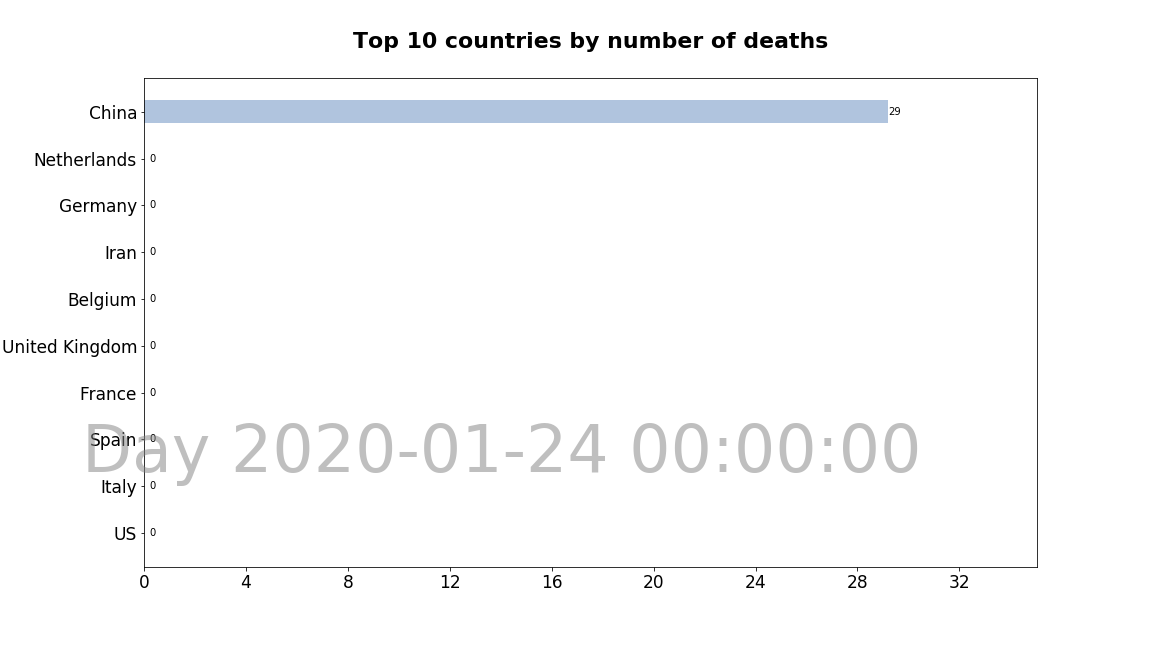 Top 10 countries by number of deaths
China 29
Netherlands 0
Germany 0
Iran 0
Belgium 0
United Kingdom 0
France 0
Spain 0
Day 2020-01-24 00:00:00
Italy 0
US 0
0 4 8 12 16 20 24 28 32